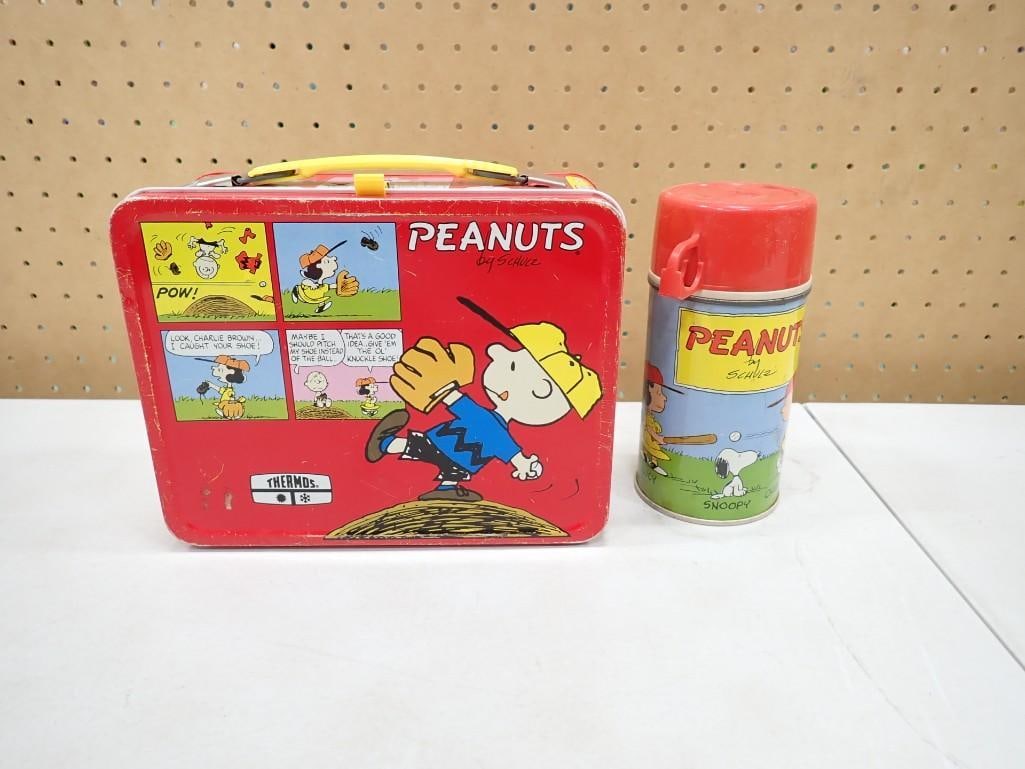 PEANUTS
by SCHULZ
POW!
LOOK, CHARLIE BROWN...
I CAUGHT YOUR SHOE!
MAYBE I
SHOULD PITCH
MY SHOE INSTEAD
OF THE BALL...
THAT'S A GOOD
IDEA...GIVE 'EM
THE 'OL'
KNUCKLE SHOE!
THERMOS®
PEANUTS
by
SCHULZ
CY
SNOOPY